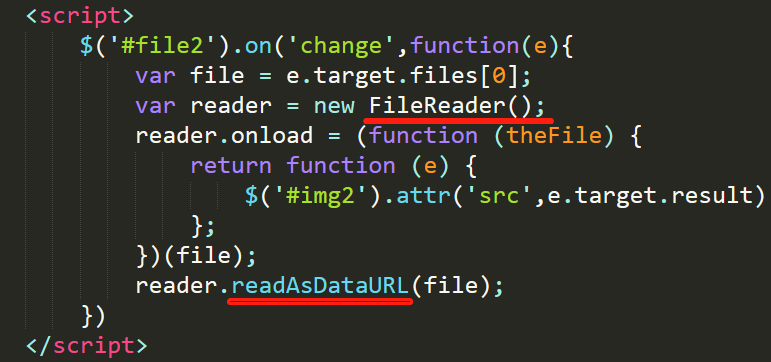 <script>
$('#file2').on('change',function(e){
var file = e.target.files[0];
var reader = new FileReader();
reader.onload = (function (theFile) {
return function (e) {
$('#img2').attr('src',e.target.result)
};
})(file);
reader.readAsDataURL(file);
})
</script>